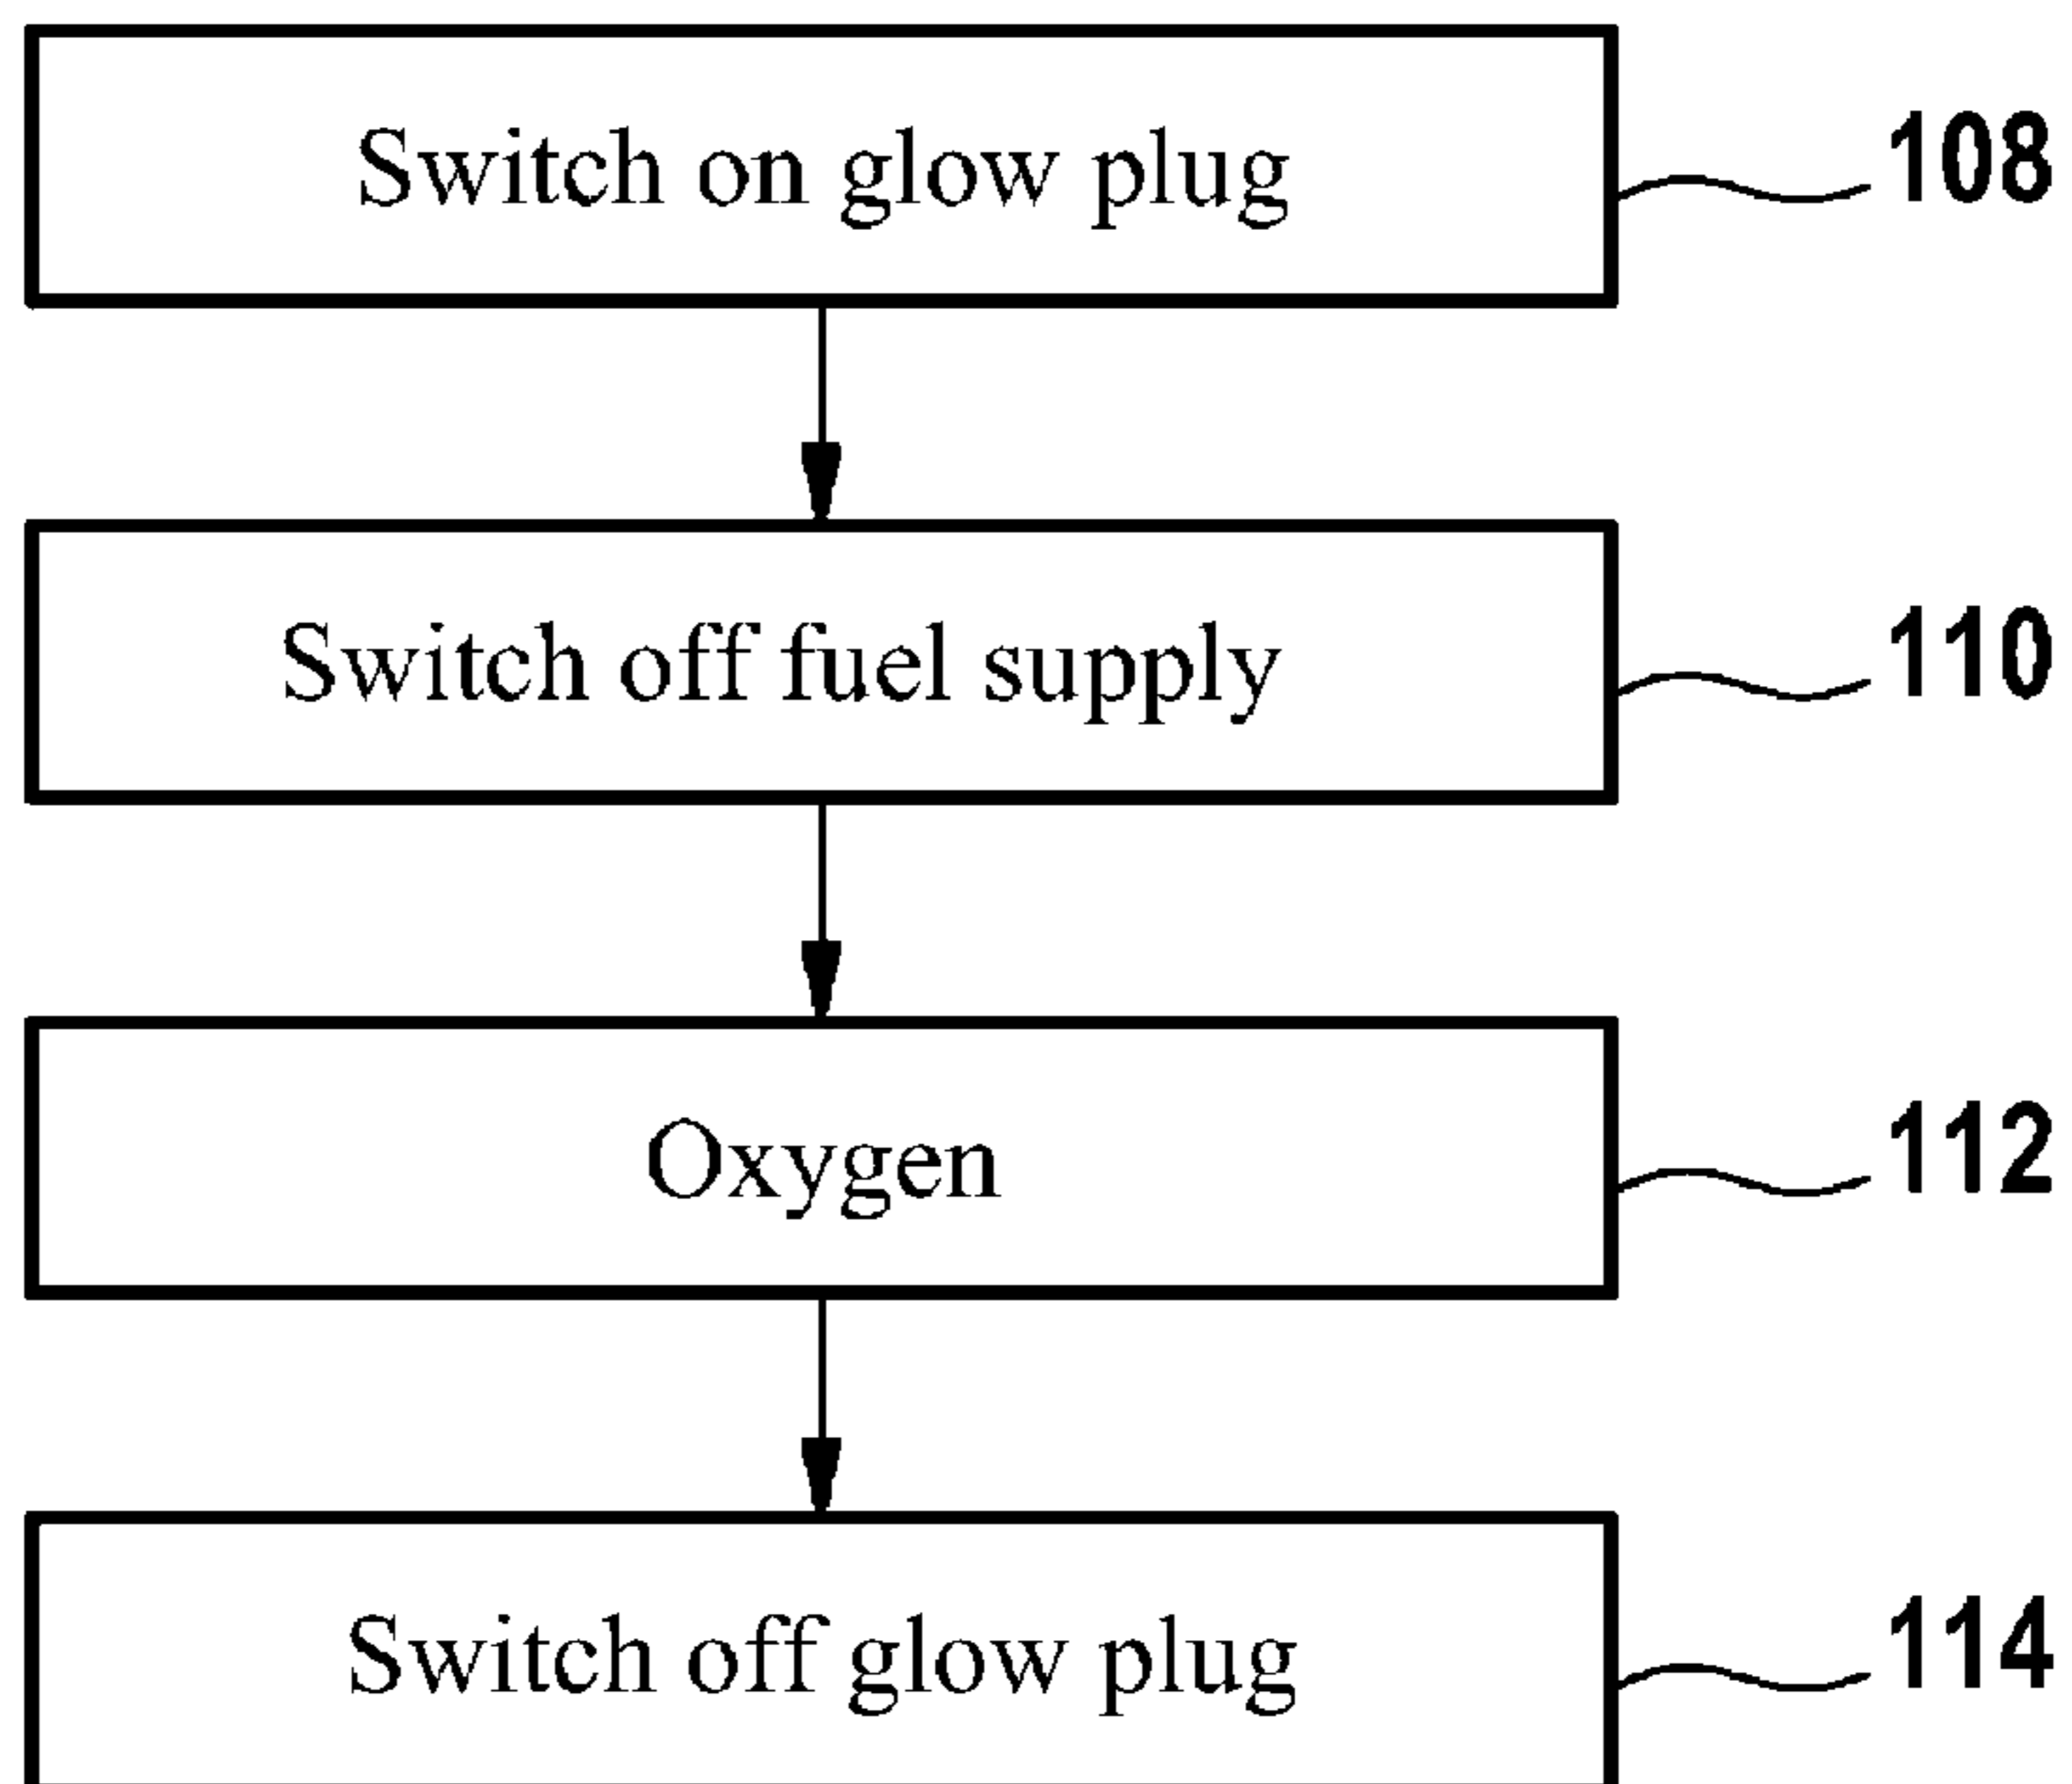 Switch on glow plug
108
Switch off fuel supply
110
Oxygen
112
Switch off glow plug
114